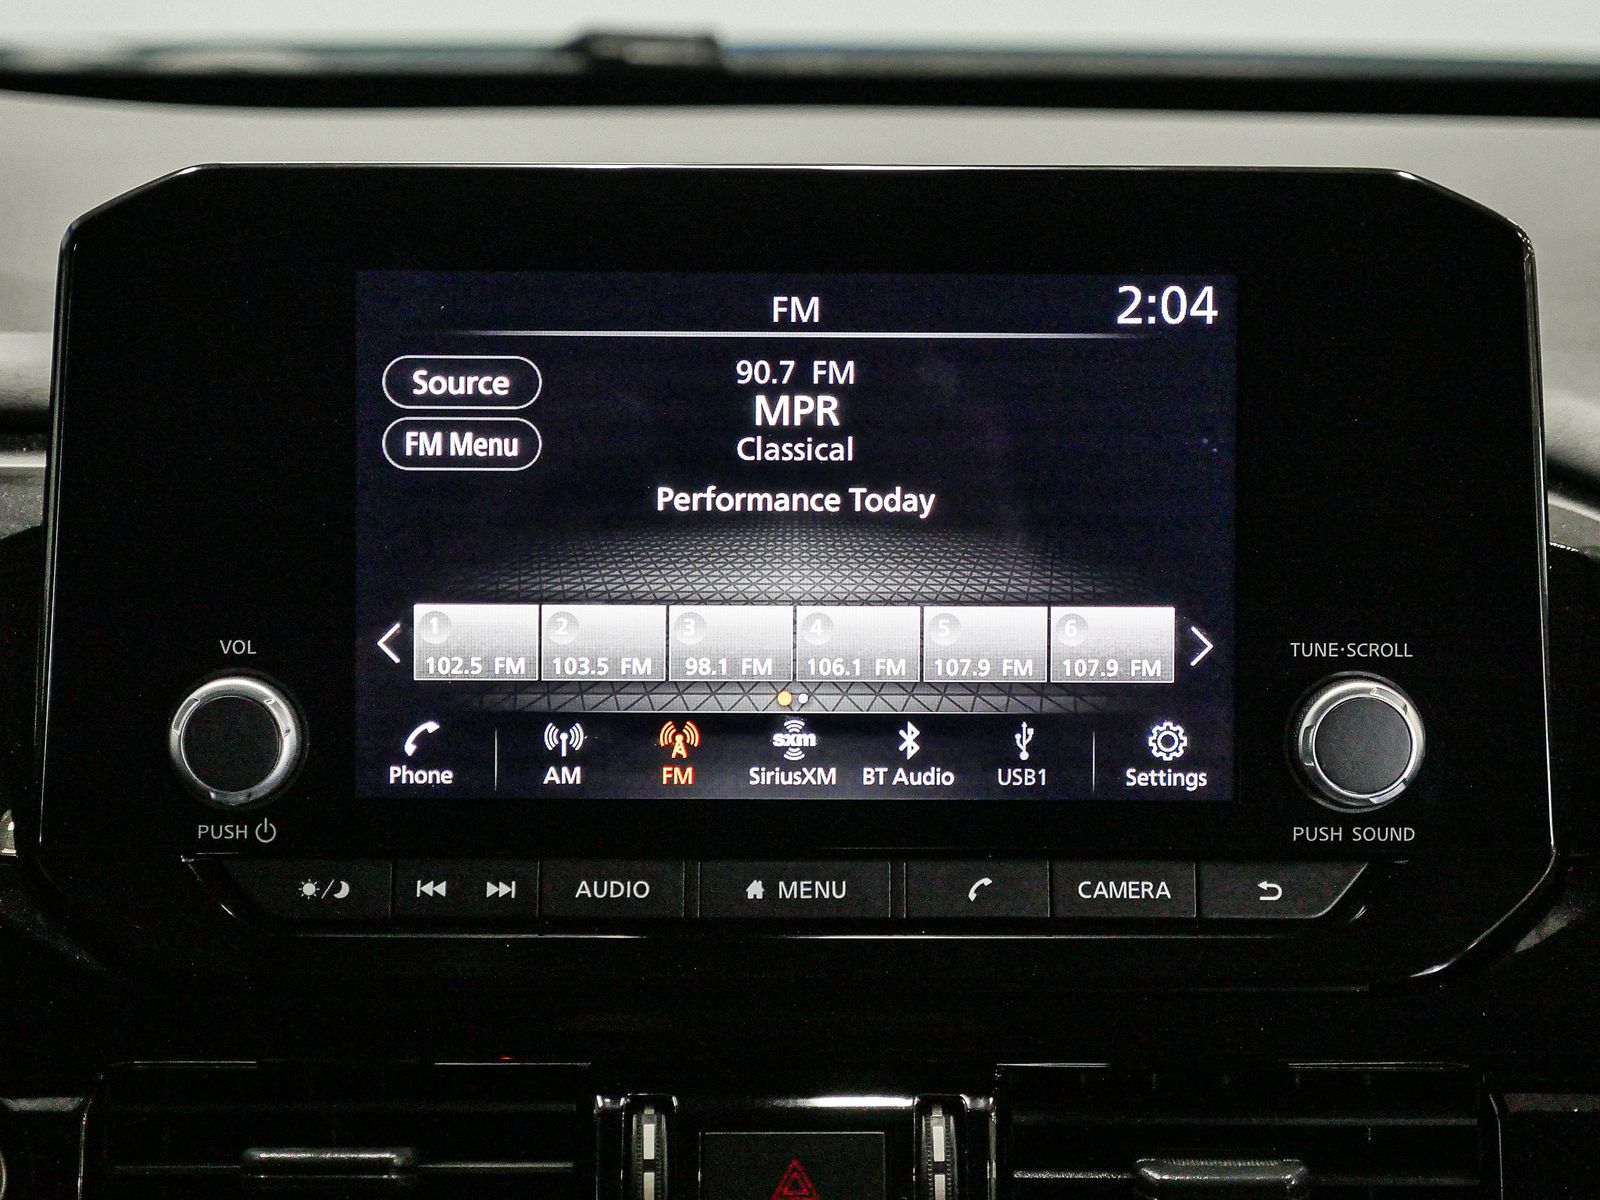 FM
2:04
Source
90.7 FM
MPR
FM Menu
Classical
Performance Today
1 2 3 4 5 6
102.5 FM 103.5 FM 98.1 FM 106.1 FM 107.9 FM 107.9 FM
VOL
TUNE·SCROLL
sxm
Phone AM FM SiriusXM BT Audio USB1 Settings
PUSH
PUSH SOUND
AUDIO MENU CAMERA